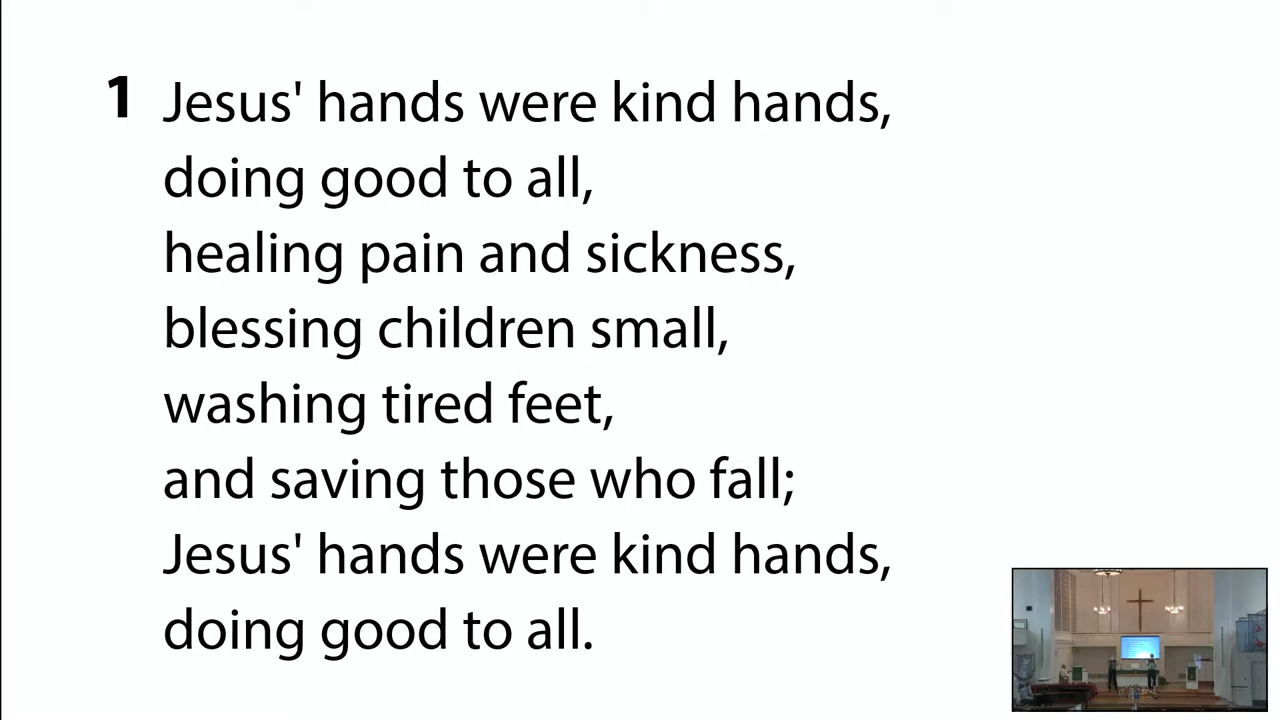 1 Jesus' hands were kind hands,
doing good to all,
healing pain and sickness,
blessing children small,
washing tired feet,
and saving those who fall;
Jesus' hands were kind hands,
doing good to all.